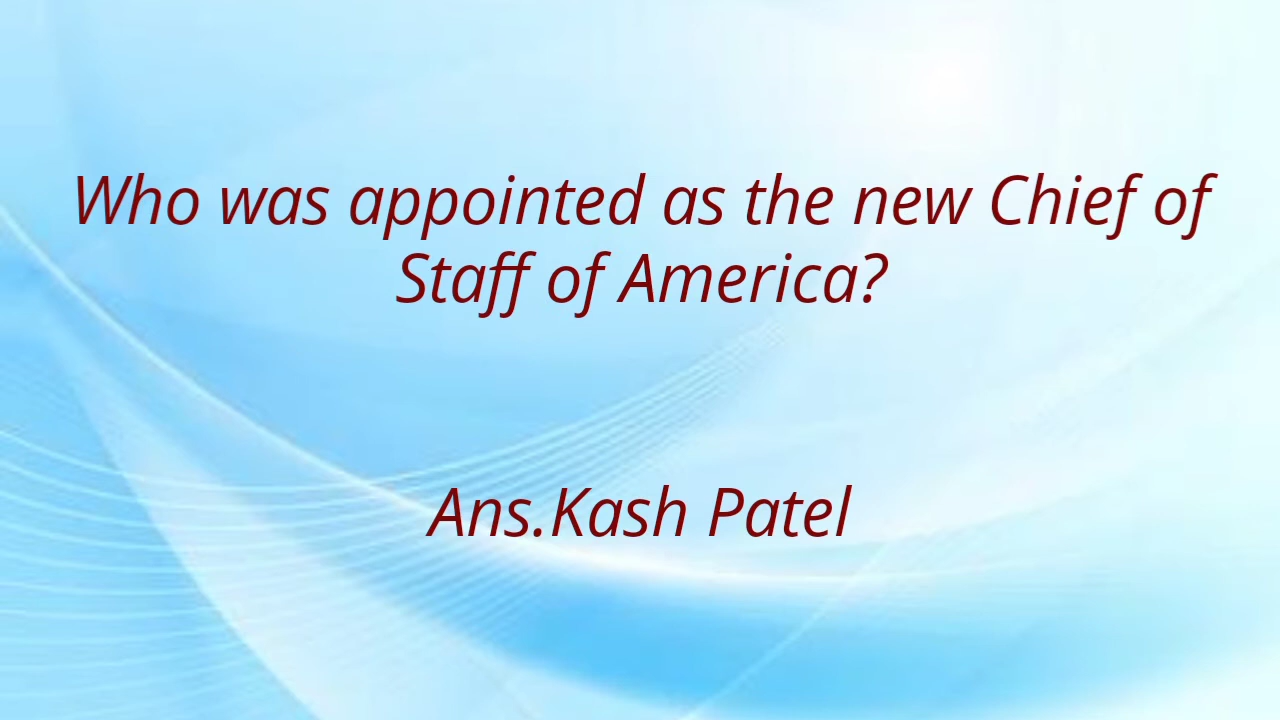 Who was appointed as the new Chief of
Staff of America?
Ans.Kash Patel